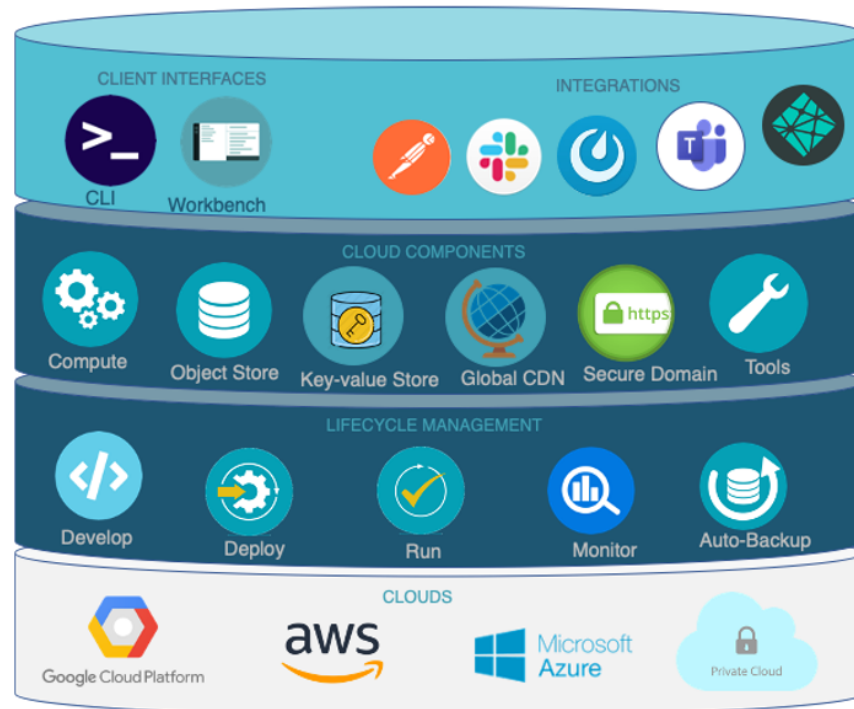 CLIENT INTERFACES
INTEGRATIONS
>_
CLI
Workbench
CLOUD COMPONENTS
https
Compute
Object Store
Key-value Store
Global CDN
Secure Domain
Tools
LIFECYCLE MANAGEMENT
</>
Develop
Deploy
Run
Monitor
Auto-Backup
CLOUDS
Google Cloud Platform
aws
Microsoft
Azure
Private Cloud
T